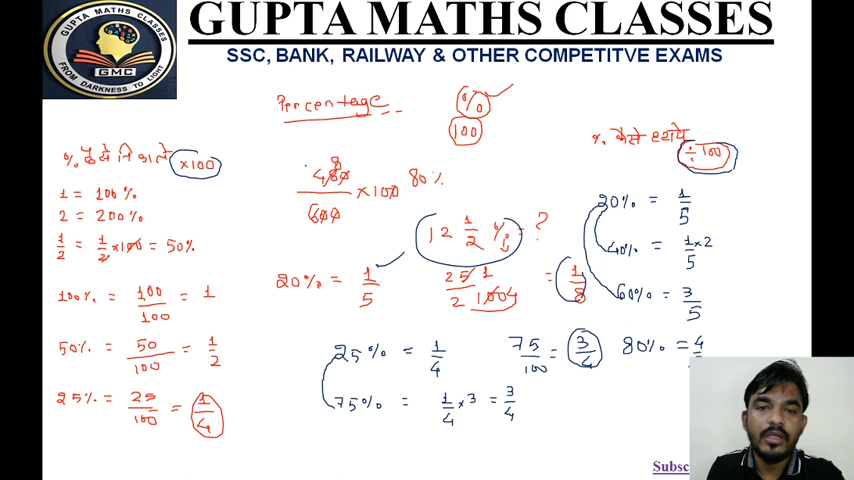 GUPTA MATHS CLASSES
SSC, BANK, RAILWAY & OTHER COMPETITVE EXAMS
GUPTA MATHS CLASSES
GMC
FROM DARKNESS TO LIGHT
Percentage
%
100
% कैसे हटाये
÷ 100
% कैसे निकाले
×100
1 = 100%
2 = 200%
1/2 = 1/2 × 100 = 50%
100% = 100/100 = 1
50% = 50/100 = 1/2
25% = 25/100 = 1/4
480/600 × 100 80%
8
12 1/2 % = ?
20% = 1/5
25/2 1/100 4 = 1/8
20% = 1/5
40% = 1/5 × 2
60% = 3/5
80% = 4/
25% = 1/4
75/100 = 3/4
75% = 1/4 × 3 = 3/4
Subsc